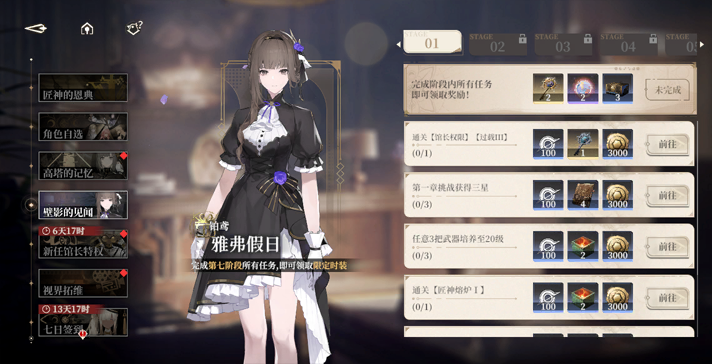 匠神的恩典
角色自选
高塔的记忆
壁影的见闻
6天17时
新任馆长特权
视界拓维
13天17时
七日签到
铂鸢
雅弗假日
完成第七阶段所有任务,即可领取限定时装
STAGE
01
STAGE
02
STAGE
03
STAGE
04
STAGE
05
完成阶段内所有任务
即可领取奖励!
2
2
3
未完成
通关【馆长权限】【过载III】
(0/1)
100
1
3000
前往
第一章挑战获得三星
(0/3)
100
4
3000
前往
任意3把武器培养至20级
(0/3)
100
2
3000
前往
通关【匠神熔炉 I】
(0/1)
100
2
3000
前往